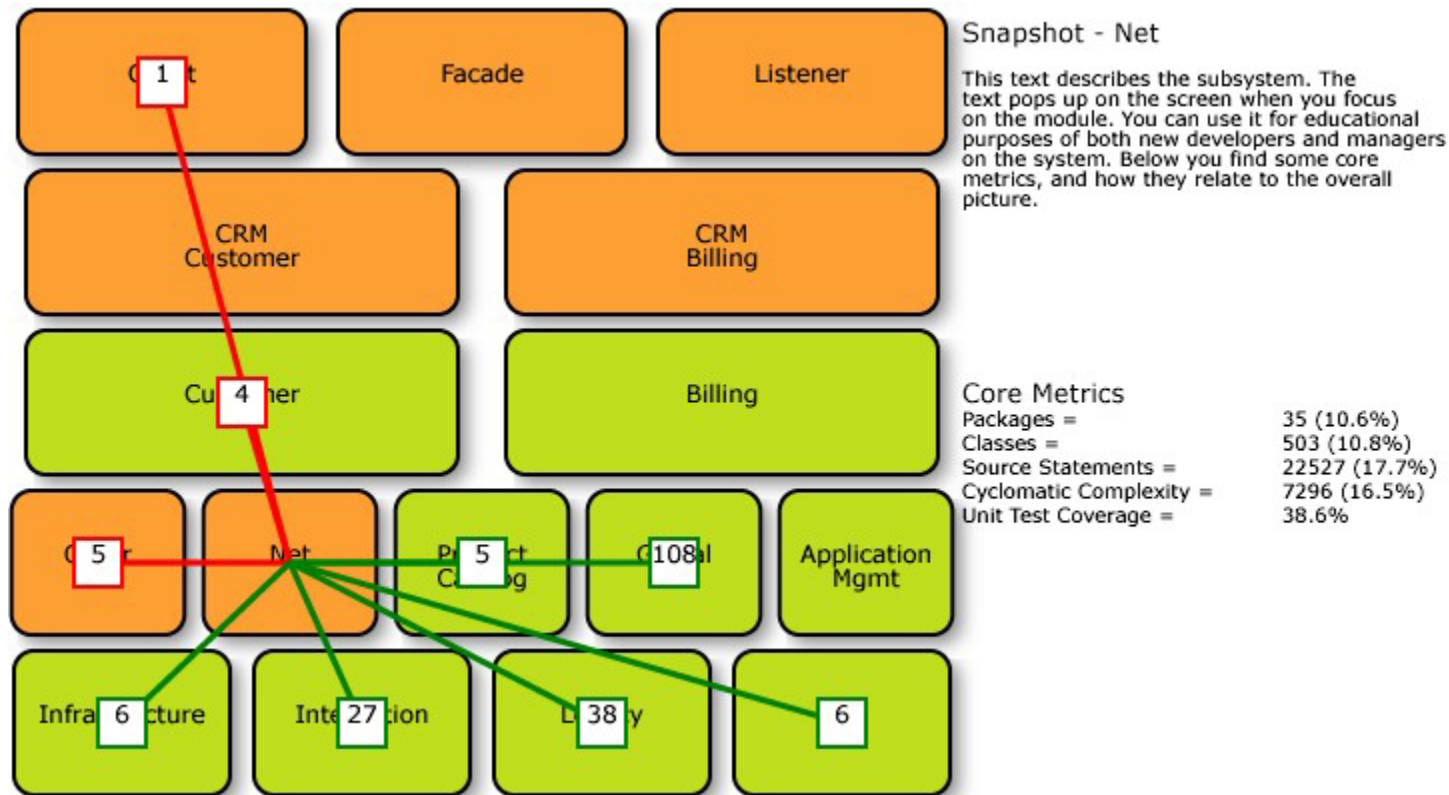 1
Facade
Listener
CRM
Customer
CRM
Billing
4
Billing
5
Net
5
108
Application
Mgmt
6
27
38
6
Snapshot - Net
This text describes the subsystem. The
text pops up on the screen when you focus
on the module. You can use it for educational
purposes of both new developers and managers
on the system. Below you find some core
metrics, and how they relate to the overall
picture.
Core Metrics
Packages = 35 (10.6%)
Classes = 503 (10.8%)
Source Statements = 22527 (17.7%)
Cyclomatic Complexity = 7296 (16.5%)
Unit Test Coverage = 38.6%